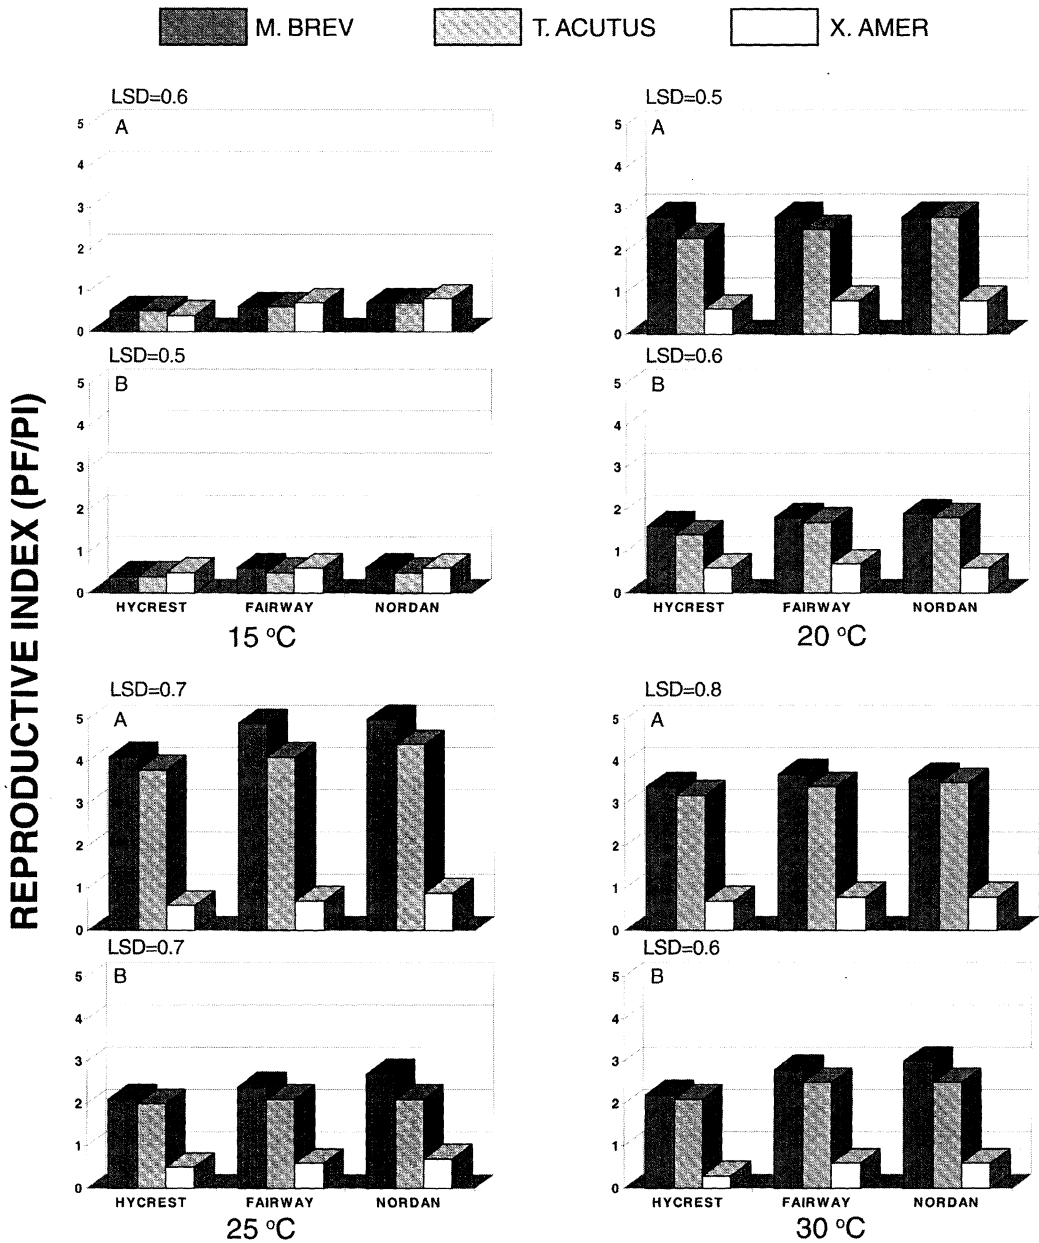 M. BREV T. ACUTUS X. AMER
REPRODUCTIVE INDEX (PF/PI)
LSD=0.6
A
5
4
3
2
1
0
LSD=0.5
B
5
4
3
2
1
0
HYCREST FAIRWAY NORDAN
15 °C
LSD=0.5
A
5
4
3
2
1
0
LSD=0.6
B
5
4
3
2
1
0
HYCREST FAIRWAY NORDAN
20 °C
LSD=0.7
A
5
4
3
2
1
0
LSD=0.7
B
5
4
3
2
1
0
HYCREST FAIRWAY NORDAN
25 °C
LSD=0.8
A
5
4
3
2
1
0
LSD=0.6
B
5
4
3
2
1
0
HYCREST FAIRWAY NORDAN
30 °C